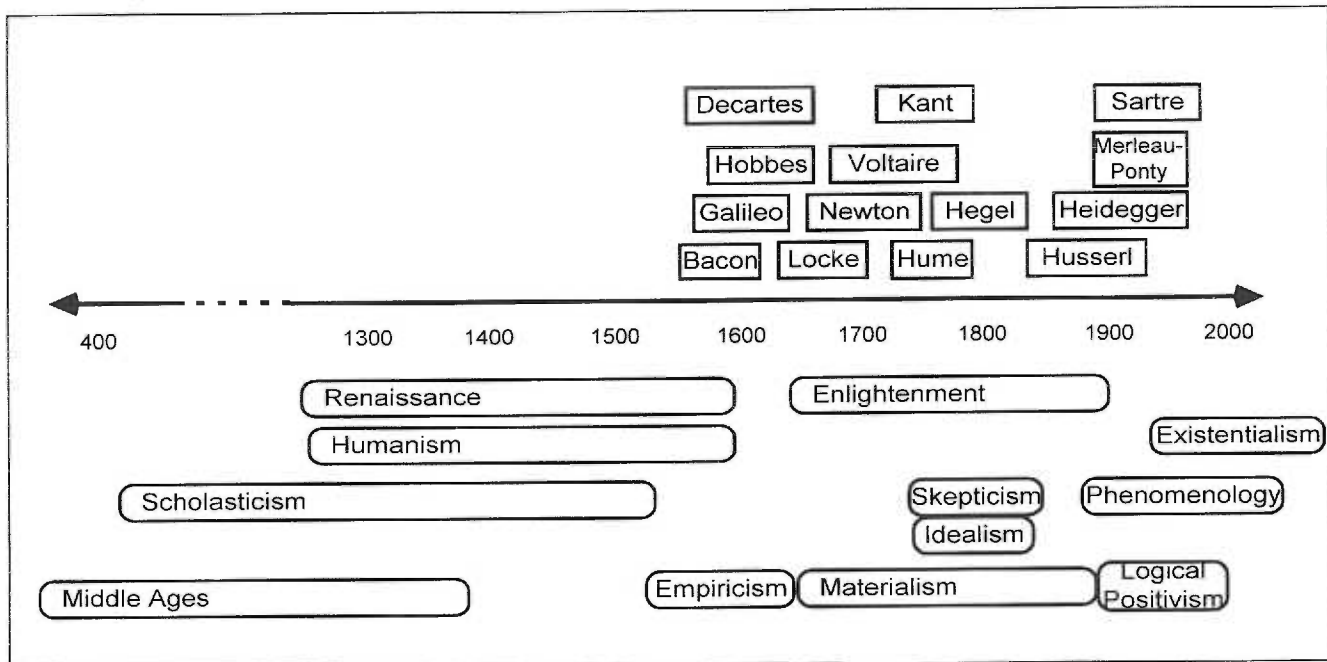 Decartes Kant Sartre
Hobbes Voltaire Merleau-
Ponty
Galileo Newton Hegel Heidegger
Bacon Locke Hume Husserl
400 1300 1400 1500 1600 1700 1800 1900 2000
Renaissance Enlightenment
Humanism Existentialism
Scholasticism Skepticism Phenomenology
Idealism
Middle Ages Empiricism Materialism Logical
Positivism